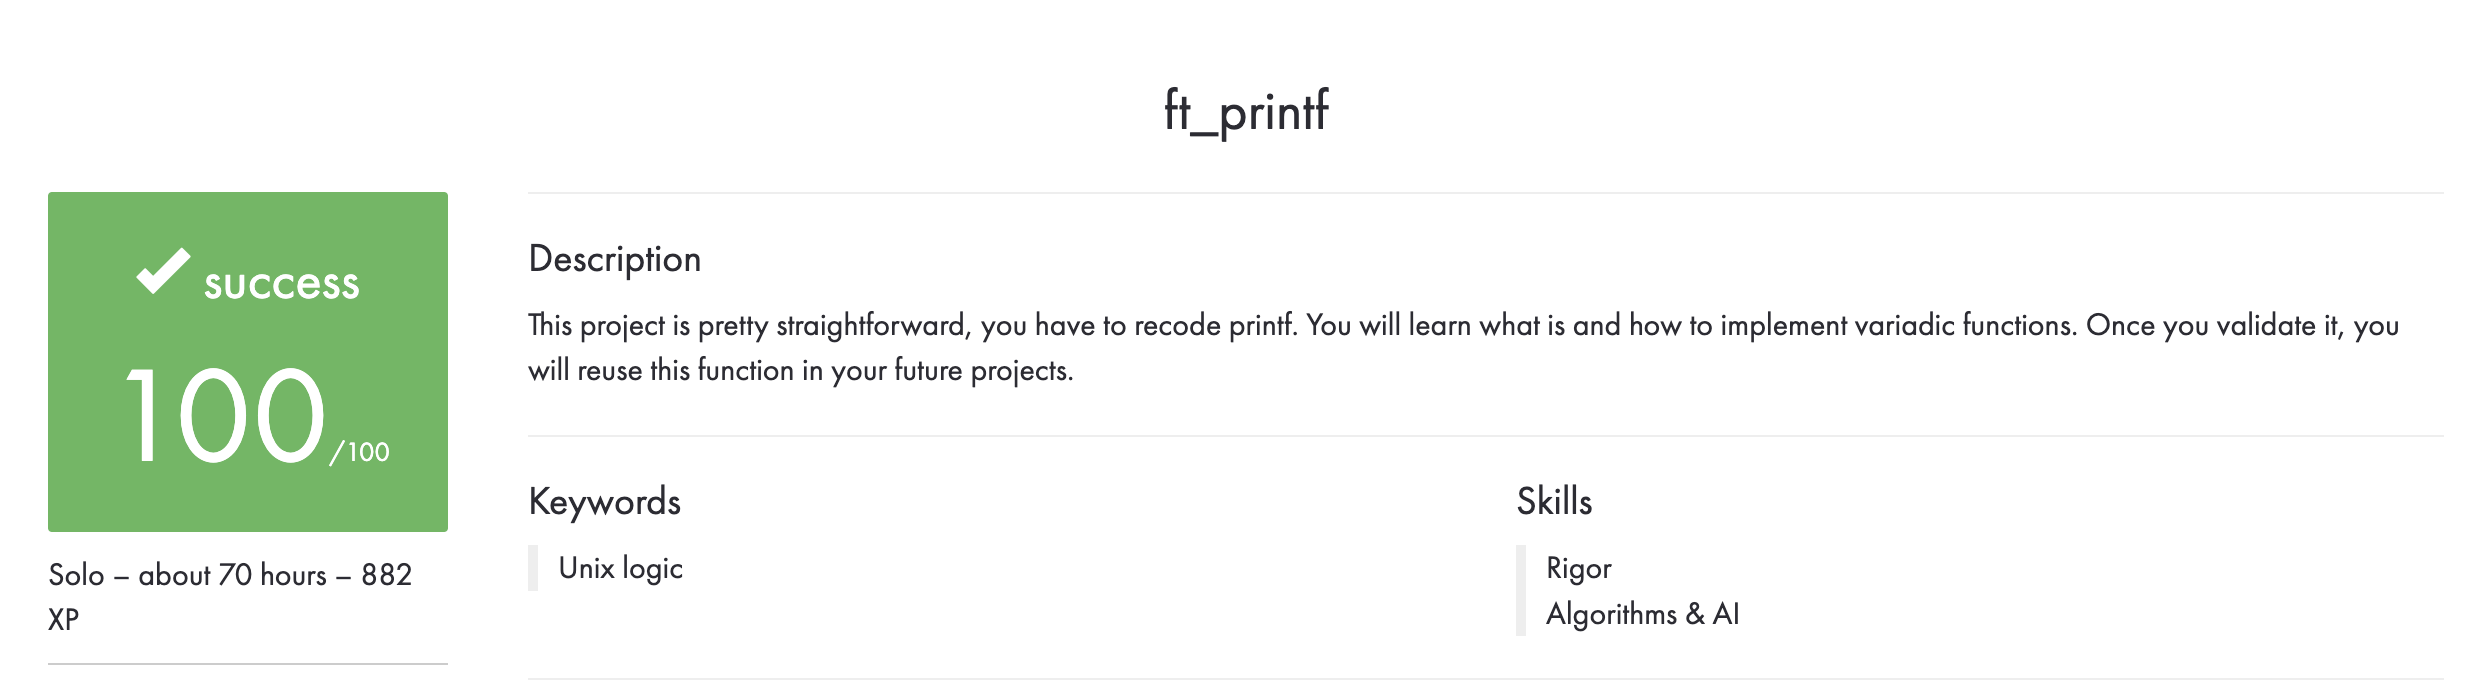 ft_printf
success
100/100
Solo – about 70 hours – 882
XP
Description
This project is pretty straightforward, you have to recode printf. You will learn what is and how to implement variadic functions. Once you validate it, you
will reuse this function in your future projects.
Keywords
Unix logic
Skills
Rigor
Algorithms & AI